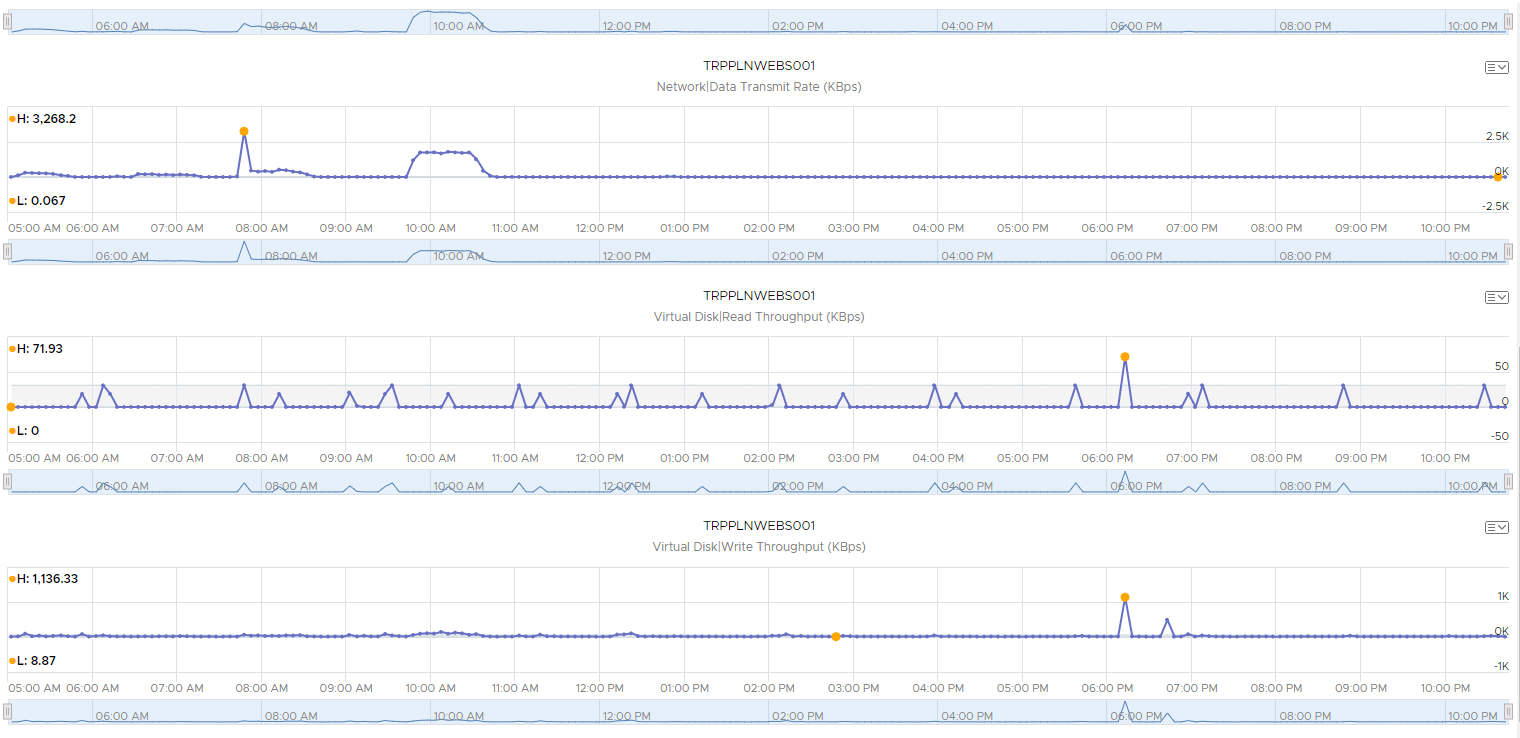 06:00 AM 08:00 AM 10:00 AM 12:00 PM 02:00 PM 04:00 PM 06:00 PM 08:00 PM 10:00 PM
TRPPLNWEBS001
Network|Data Transmit Rate (KBps)
H: 3,268.2
2.5K
0K
L: 0.067
-2.5K
05:00 AM 06:00 AM 07:00 AM 08:00 AM 09:00 AM 10:00 AM 11:00 AM 12:00 PM 01:00 PM 02:00 PM 03:00 PM 04:00 PM 05:00 PM 06:00 PM 07:00 PM 08:00 PM 09:00 PM 10:00 PM
06:00 AM 08:00 AM 10:00 AM 12:00 PM 02:00 PM 04:00 PM 06:00 PM 08:00 PM 10:00 PM
TRPPLNWEBS001
Virtual Disk|Read Throughput (KBps)
H: 71.93
50
0
L: 0
-50
05:00 AM 06:00 AM 07:00 AM 08:00 AM 09:00 AM 10:00 AM 11:00 AM 12:00 PM 01:00 PM 02:00 PM 03:00 PM 04:00 PM 05:00 PM 06:00 PM 07:00 PM 08:00 PM 09:00 PM 10:00 PM
06:00 AM 08:00 AM 10:00 AM 12:00 PM 02:00 PM 04:00 PM 06:00 PM 08:00 PM 10:00 PM
TRPPLNWEBS001
Virtual Disk|Write Throughput (KBps)
H: 1,136.33
1K
0K
L: 8.87
-1K
05:00 AM 06:00 AM 07:00 AM 08:00 AM 09:00 AM 10:00 AM 11:00 AM 12:00 PM 01:00 PM 02:00 PM 03:00 PM 04:00 PM 05:00 PM 06:00 PM 07:00 PM 08:00 PM 09:00 PM 10:00 PM
06:00 AM 08:00 AM 10:00 AM 12:00 PM 02:00 PM 04:00 PM 06:00 PM 08:00 PM 10:00 PM